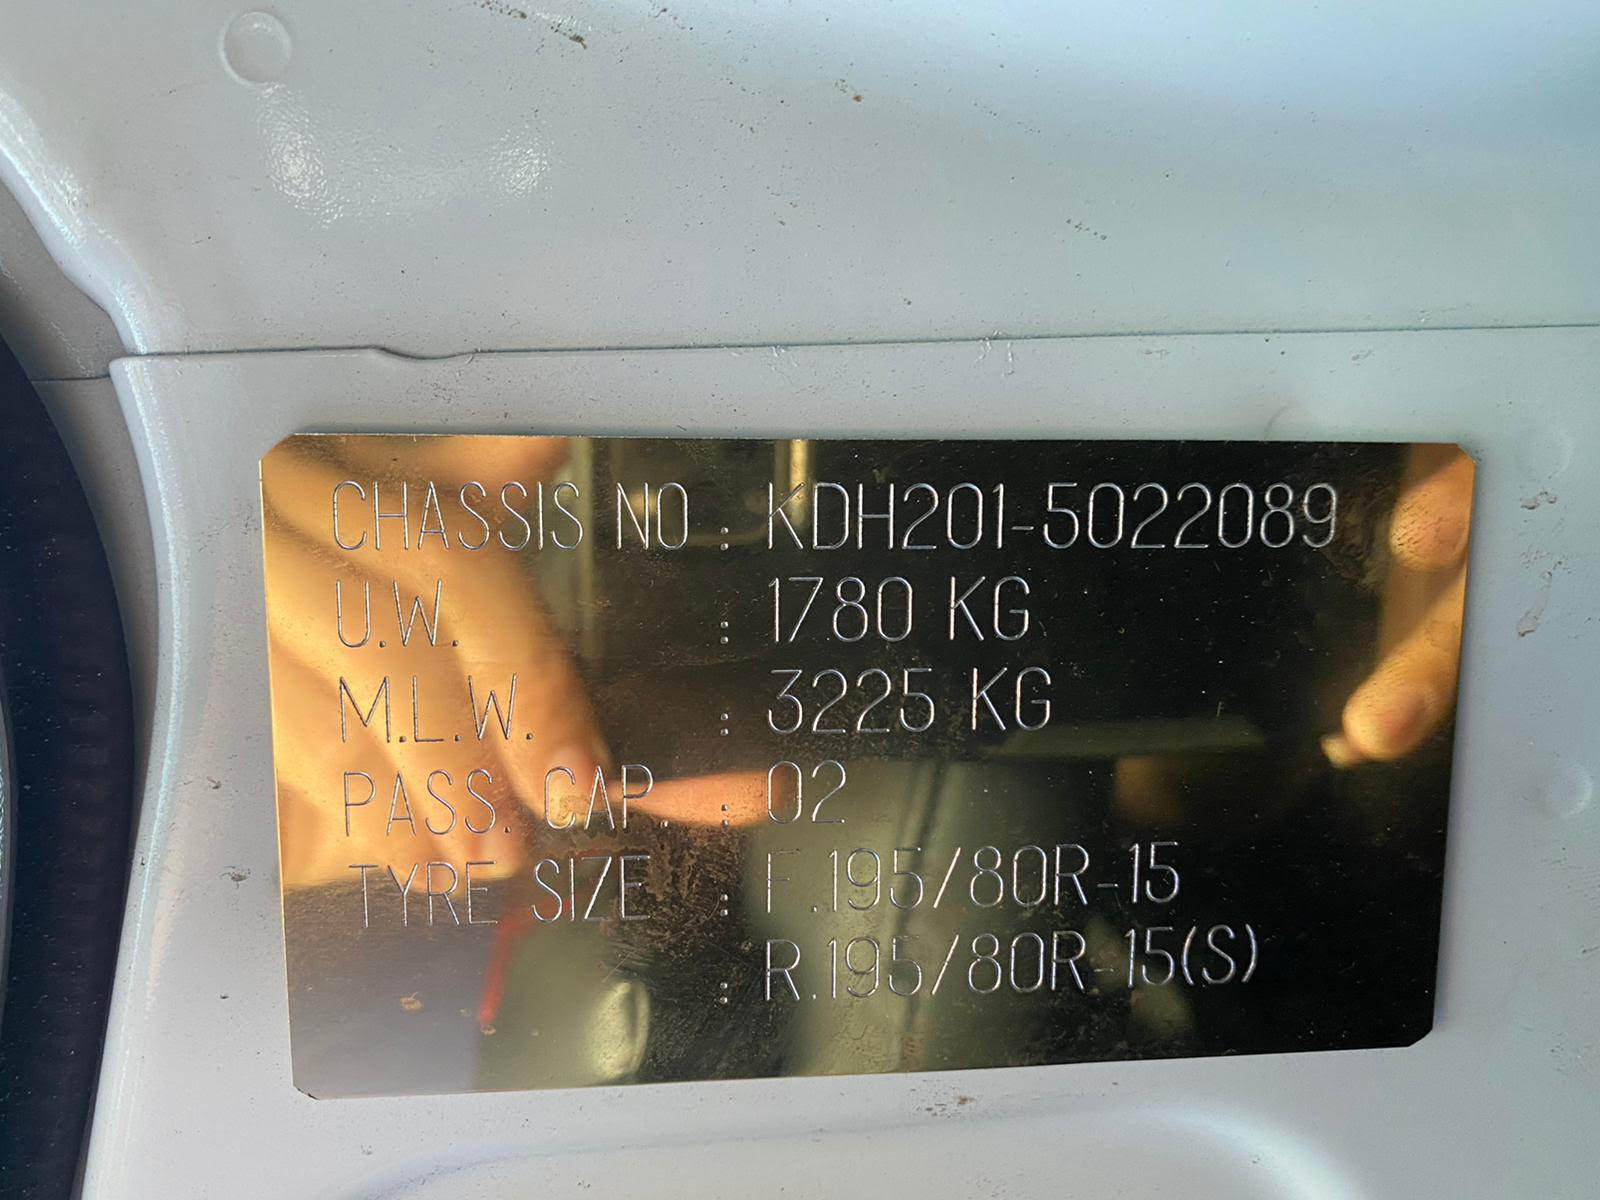 CHASSIS NO : KDH201-5022089
U.W. : 1780 KG
M.L.W. : 3225 KG
PASS. CAP. : 02
TYRE SIZE : F.195/80R-15
: R.195/80R-15(S)